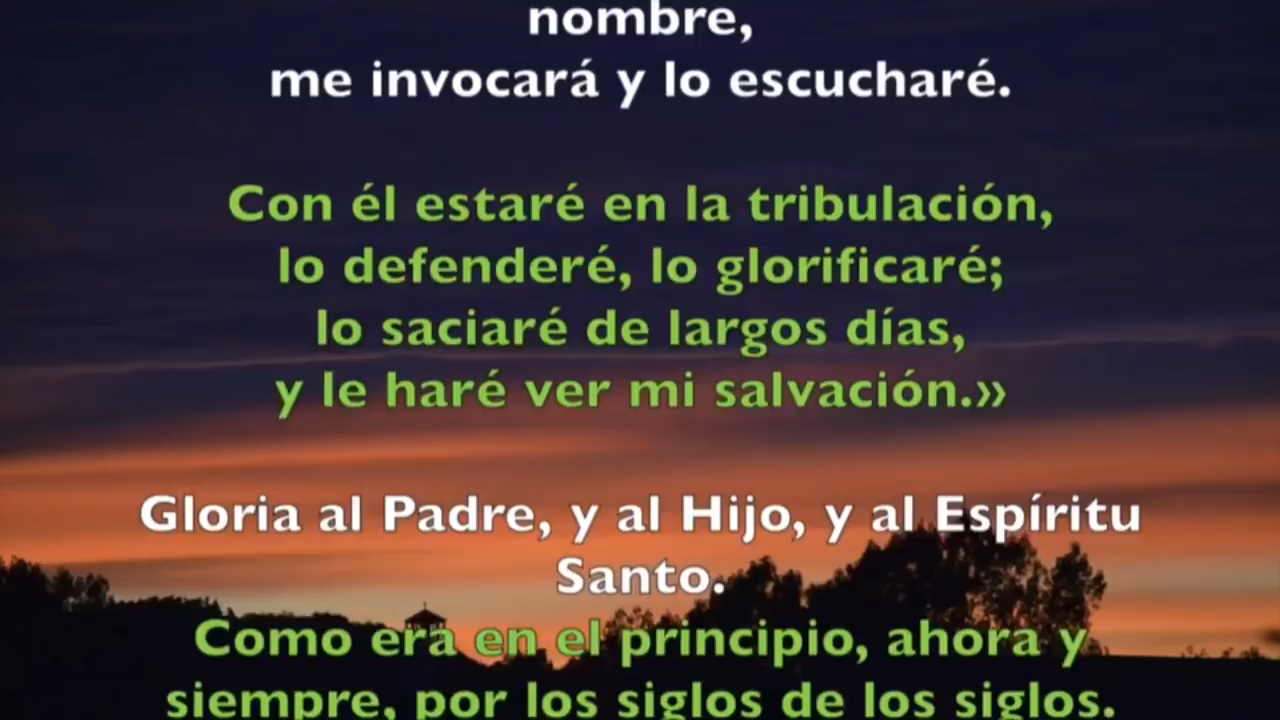 nombre,
me invocará y lo escucharé.
Con él estaré en la tribulación,
lo defenderé, lo glorificaré;
lo saciaré de largos días,
y le haré ver mi salvación.»
Gloria al Padre, y al Hijo, y al Espíritu
Santo.
Como era en el principio, ahora y
siempre, por los siglos de los siglos.